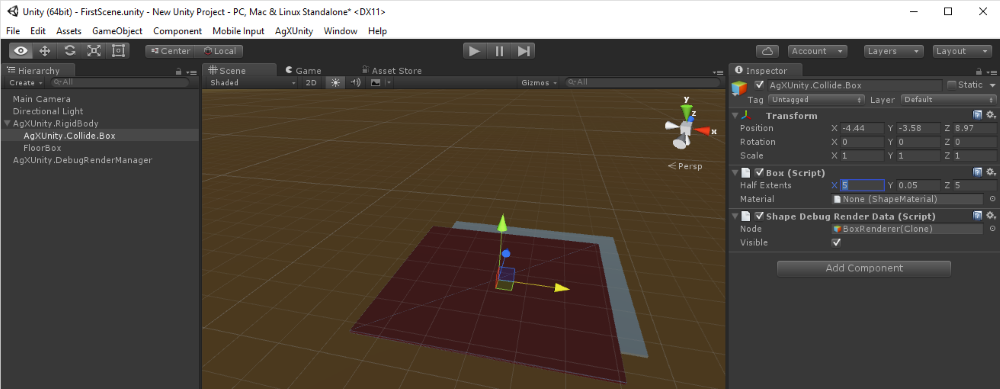 Unity (64bit) - FirstScene.unity - New Unity Project - PC, Mac & Linux Standalone* <DX11>
File Edit Assets GameObject Component Mobile Input AgXUnity Window Help
Center Local Account Layers Layout
Hierarchy
Create All
Main Camera
Directional Light
AgXUnity.RigidBody
AgXUnity.Collide.Box
FloorBox
AgXUnity.DebugRenderManager
Scene Game Asset Store
Shaded 2D Gizmos All
y
z
x
Persp
Inspector
AgXUnity.Collide.Box Static
Tag Untagged Layer Default
Transform
Position X -4.44 Y -3.58 Z 8.97
Rotation X 0 Y 0 Z 0
Scale X 1 Y 1 Z 1
Box (Script)
Half Extents X 5 Y 0.05 Z 5
Material None (ShapeMaterial)
Shape Debug Render Data (Script)
Node BoxRenderer(Clone)
Visible
Add Component